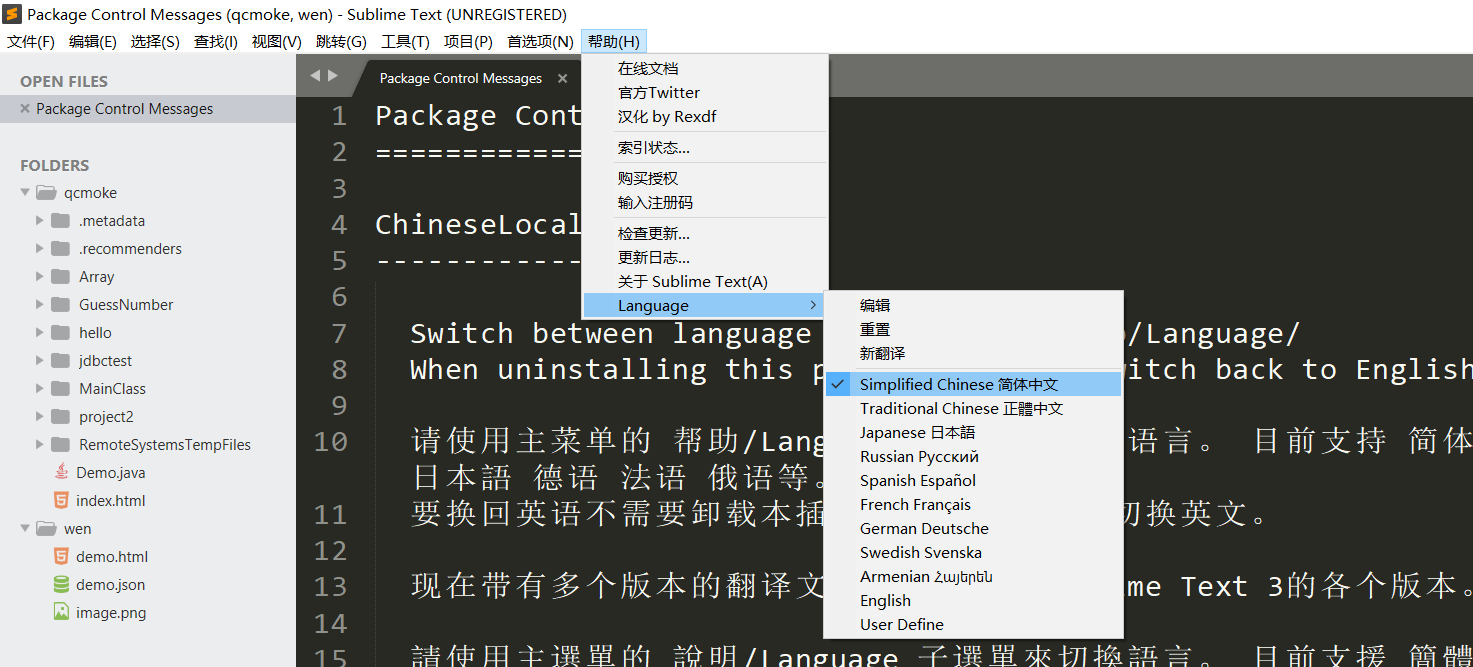 Package Control Messages (qcmoke, wen) - Sublime Text (UNREGISTERED)
文件(F) 编辑(E) 选择(S) 查找(I) 视图(V) 跳转(G) 工具(T) 项目(P) 首选项(N) 帮助(H)
OPEN FILES
Package Control Messages
FOLDERS
qcmoke
.metadata
.recommenders
Array
GuessNumber
hello
jdbctest
MainClass
project2
RemoteSystemsTempFiles
Demo.java
index.html
wen
demo.html
demo.json
image.png
Package Control Messages
1 Package Cont
2 ============
3
4 ChineseLocal
5 ------------
6
7 Switch between language /Language/
8 When uninstalling this p itch back to English
9
10 请使用主菜单的 帮助/Lang 语言。 目前支持 简体
日本語 德语 法语 俄语等。
11 要换回英语不需要卸载本插 切换英文。
12
13 现在带有多个版本的翻译文 me Text 3的各个版本。
14
15 請使用主選單的 說明/Language 子選單來切換語言。 目前支援 簡體
在线文档
官方Twitter
汉化 by Rexdf
索引状态...
购买授权
输入注册码
检查更新...
更新日志...
关于 Sublime Text(A)
Language
编辑
重置
新翻译
Simplified Chinese 简体中文
Traditional Chinese 正體中文
Japanese 日本語
Russian Русский
Spanish Español
French Français
German Deutsche
Swedish Svenska
Armenian Հայերեն
English
User Define